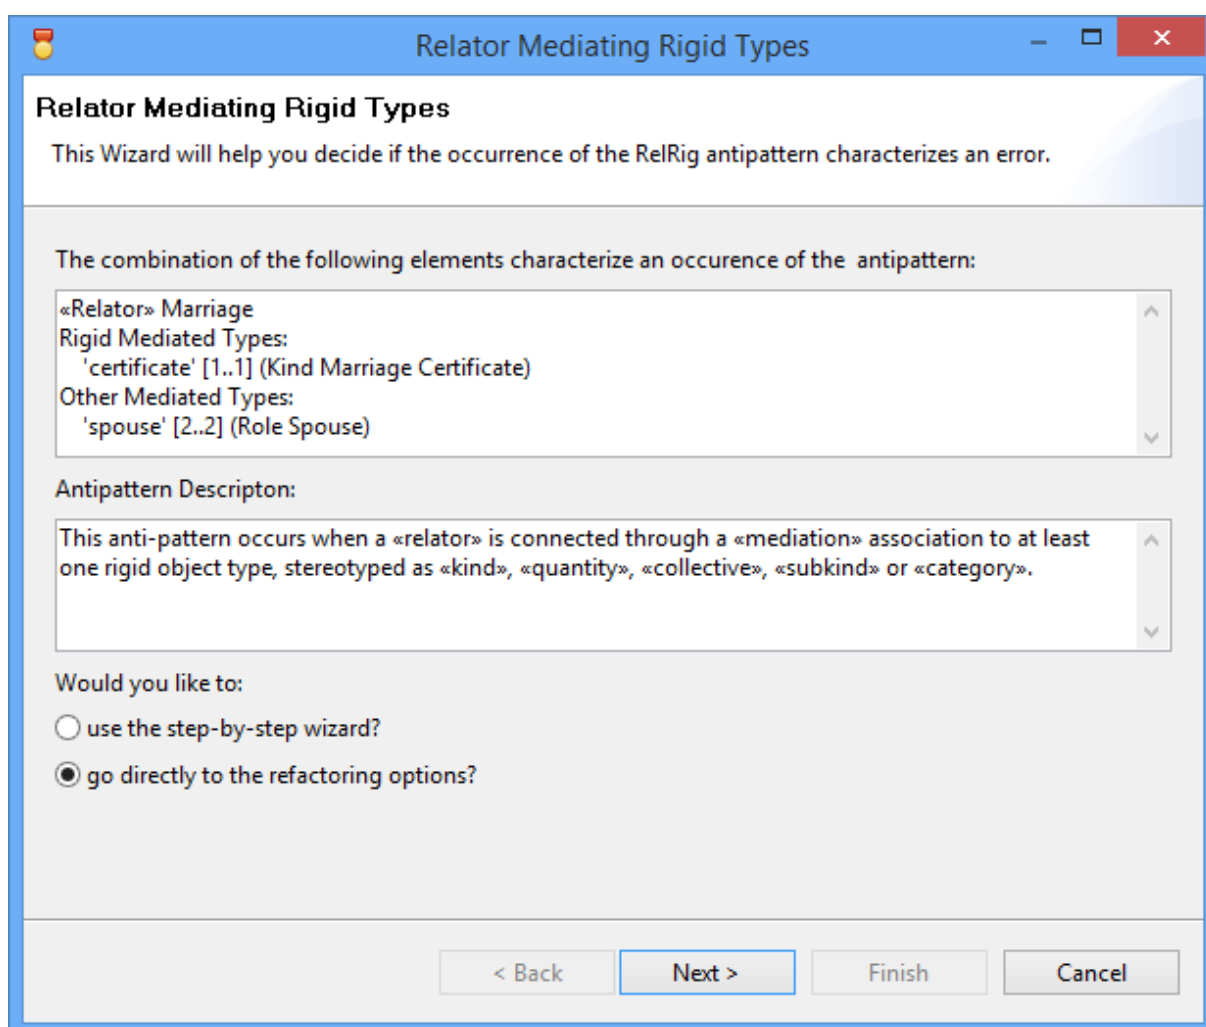 Relator Mediating Rigid Types
Relator Mediating Rigid Types
This Wizard will help you decide if the occurrence of the RelRig antipattern characterizes an error.
The combination of the following elements characterize an occurence of the  antipattern:
«Relator» Marriage
Rigid Mediated Types:
'certificate' [1..1] (Kind Marriage Certificate)
Other Mediated Types:
'spouse' [2..2] (Role Spouse)
Antipattern Descripton:
This anti-pattern occurs when a «relator» is connected through a «mediation» association to at least
one rigid object type, stereotyped as «kind», «quantity», «collective», «subkind» or «category».
Would you like to:
use the step-by-step wizard?
go directly to the refactoring options?
< Back Next > Finish Cancel